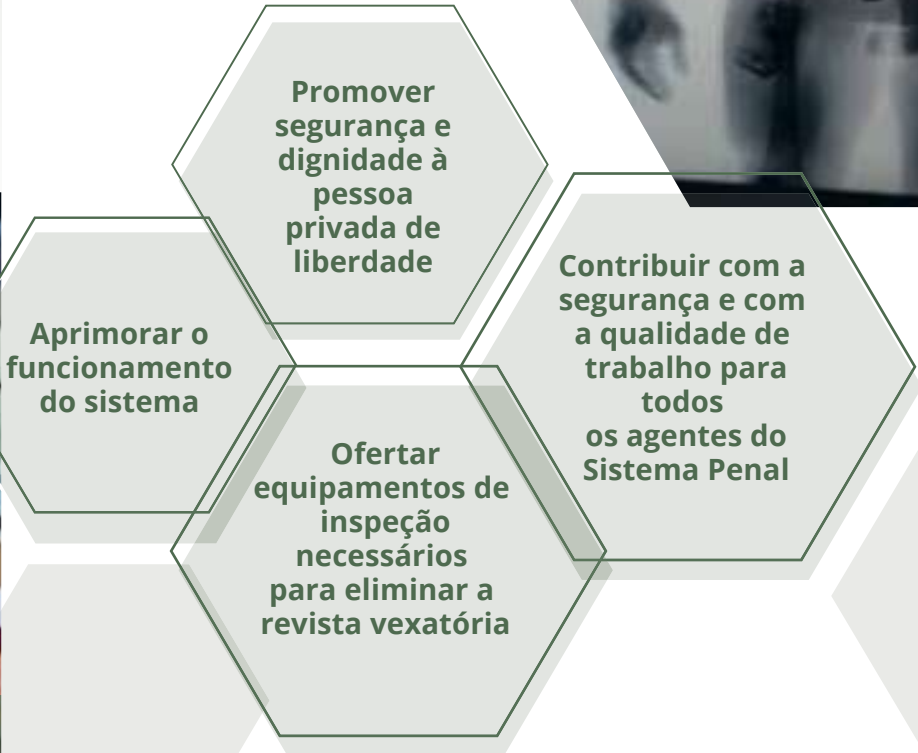 Promover
segurança e
dignidade à
pessoa
privada de
liberdade
Aprimorar o
funcionamento
do sistema
Contribuir com a
segurança e com
a qualidade de
trabalho para
todos
os agentes do
Sistema Penal
Ofertar
equipamentos de
inspeção
necessários
para eliminar a
revista vexatória